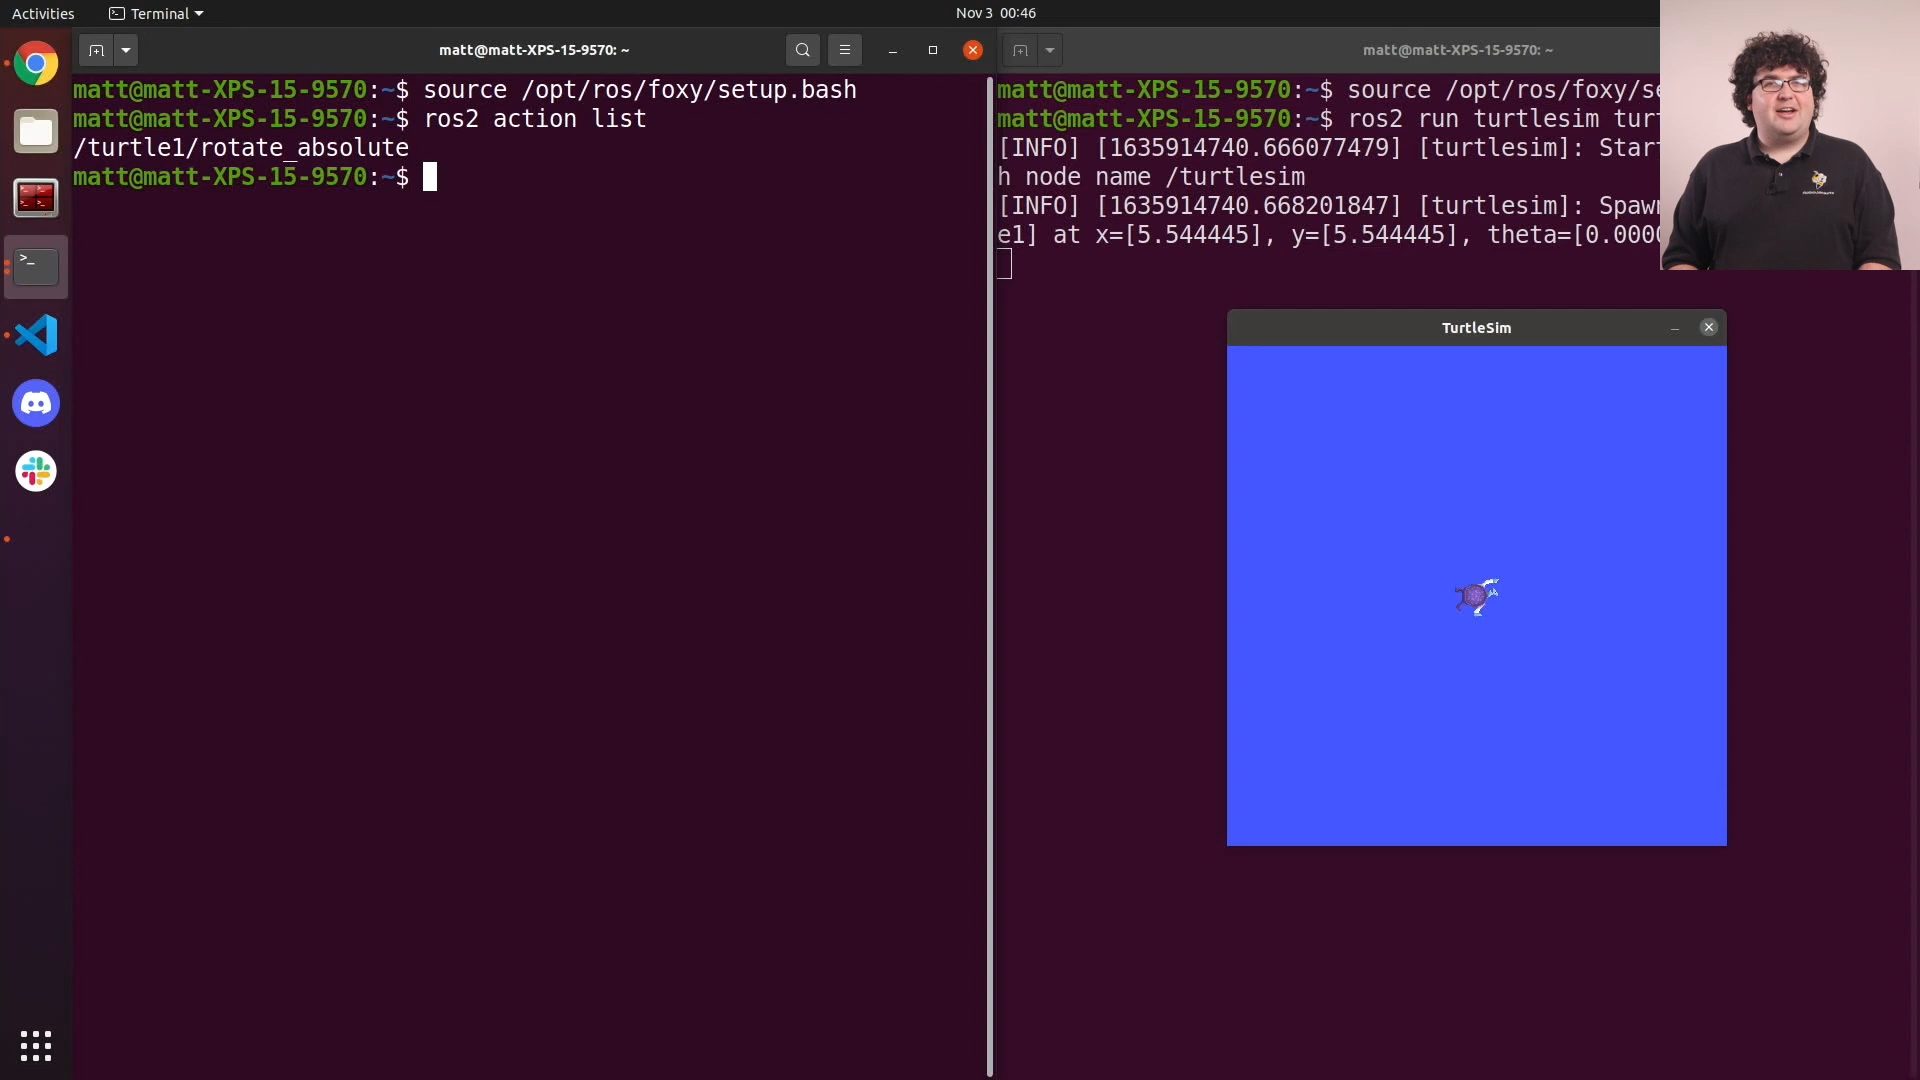 Activities
Terminal
Nov 3 00:46
matt@matt-XPS-15-9570: ~
matt@matt-XPS-15-9570:~$ source /opt/ros/foxy/setup.bash
matt@matt-XPS-15-9570:~$ ros2 action list
/turtle1/rotate_absolute
matt@matt-XPS-15-9570:~$
matt@matt-XPS-15-9570: ~
matt@matt-XPS-15-9570:~$ source /opt/ros/foxy/se
matt@matt-XPS-15-9570:~$ ros2 run turtlesim tur
[INFO] [1635914740.666077479] [turtlesim]: Star
h node name /turtlesim
[INFO] [1635914740.668201847] [turtlesim]: Spaw
e1] at x=[5.544445], y=[5.544445], theta=[0.000
TurtleSim